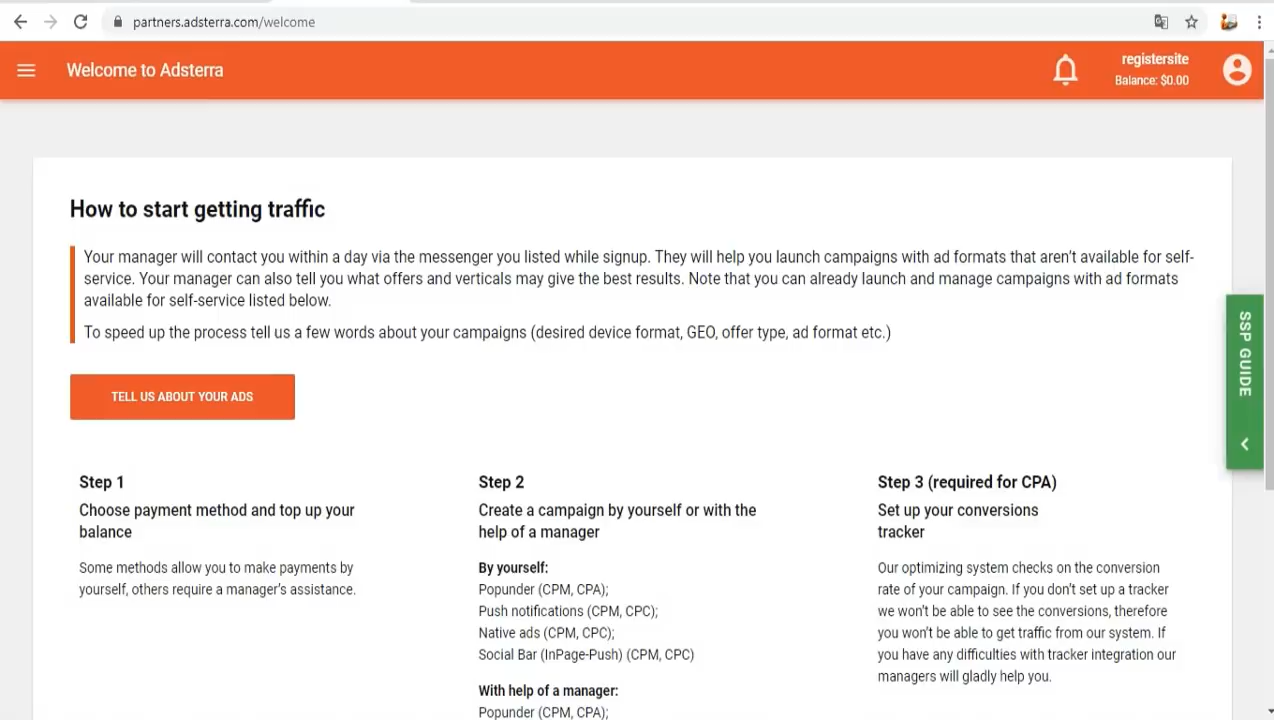 partners.adsterra.com/welcome
Welcome to Adsterra
registersite
Balance: $0.00
How to start getting traffic
Your manager will contact you within a day via the messenger you listed while signup. They will help you launch campaigns with ad formats that aren't available for self-
service. Your manager can also tell you what offers and verticals may give the best results. Note that you can already launch and manage campaigns with ad formats
available for self-service listed below.
To speed up the process tell us a few words about your campaigns (desired device format, GEO, offer type, ad format etc.)
SSP GUIDE
TELL US ABOUT YOUR ADS
Step 1
Choose payment method and top up your
balance
Some methods allow you to make payments by
yourself, others require a manager's assistance.
Step 2
Create a campaign by yourself or with the
help of a manager
By yourself:
Popunder (CPM, CPA);
Push notifications (CPM, CPC);
Native ads (CPM, CPC);
Social Bar (InPage-Push) (CPM, CPC)
With help of a manager:
Popunder (CPM, CPA);
Step 3 (required for CPA)
Set up your conversions
tracker
Our optimizing system checks on the conversion
rate of your campaign. If you don't set up a tracker
we won't be able to see the conversions, therefore
you won't be able to get traffic from our system. If
you have any difficulties with tracker integration our
managers will gladly help you.